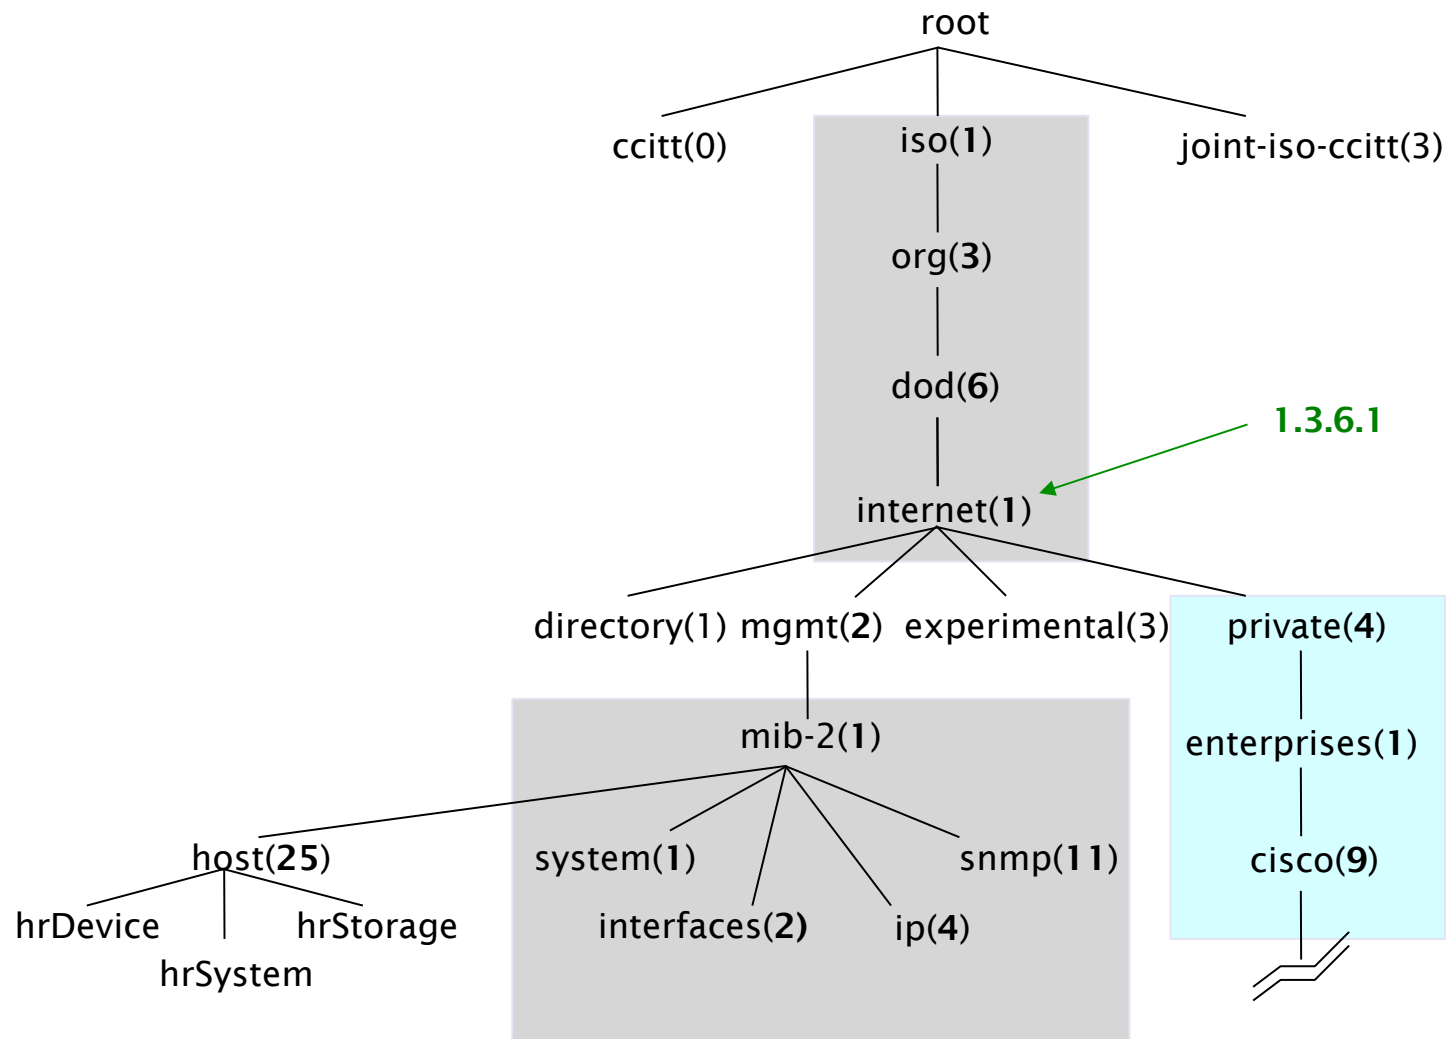 root
ccitt(0)
iso(1)
joint-iso-ccitt(3)
org(3)
dod(6)
1.3.6.1
internet(1)
directory(1)
mgmt(2)
experimental(3)
private(4)
mib-2(1)
enterprises(1)
host(25)
system(1)
snmp(11)
cisco(9)
hrDevice
hrStorage
interfaces(2)
ip(4)
hrSystem